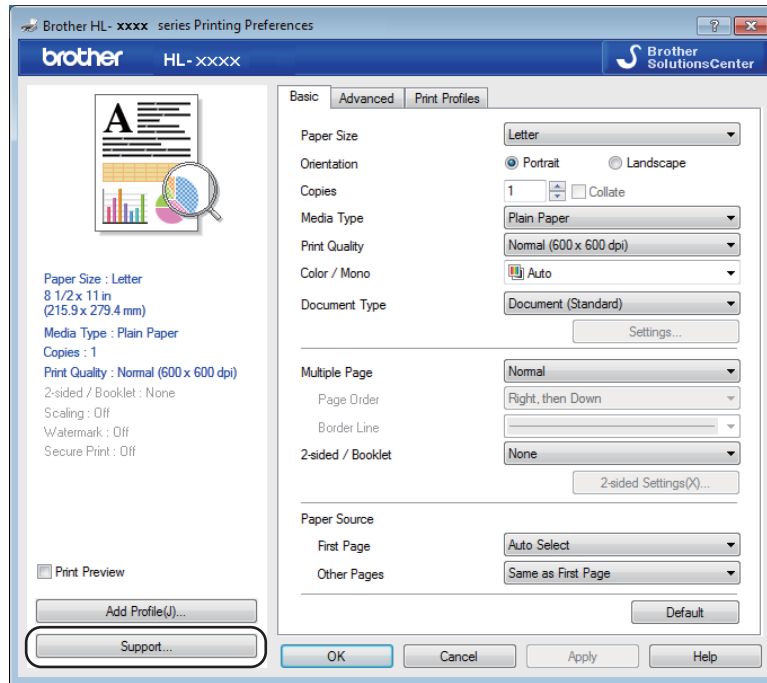 Brother HL- xxxx series Printing Preferences
brother HL-xxxx
Brother
SolutionsCenter
A
Paper Size : Letter
8 1/2 x 11 in
(215.9 x 279.4 mm)
Media Type : Plain Paper
Copies : 1
Print Quality : Normal (600 x 600 dpi)
2-sided / Booklet : None
Scaling : Off
Watermark : Off
Secure Print : Off
Print Preview
Add Profile(J)...
Support...
Basic Advanced Print Profiles
Paper Size Letter
Orientation Portrait Landscape
Copies 1 Collate
Media Type Plain Paper
Print Quality Normal (600 x 600 dpi)
Color / Mono Auto
Document Type Document (Standard)
Settings...
Multiple Page Normal
Page Order Right, then Down
Border Line
2-sided / Booklet None
2-sided Settings(X)...
Paper Source
First Page Auto Select
Other Pages Same as First Page
Default
OK Cancel Apply Help